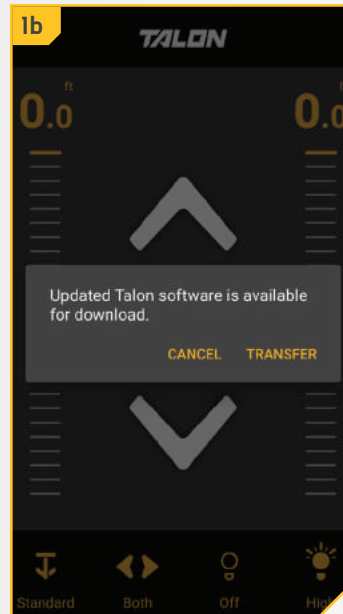 1b
TALON
ft
0.0
0.0
Updated Talon software is available
for download.
CANCEL TRANSFER
Standard Both Off High